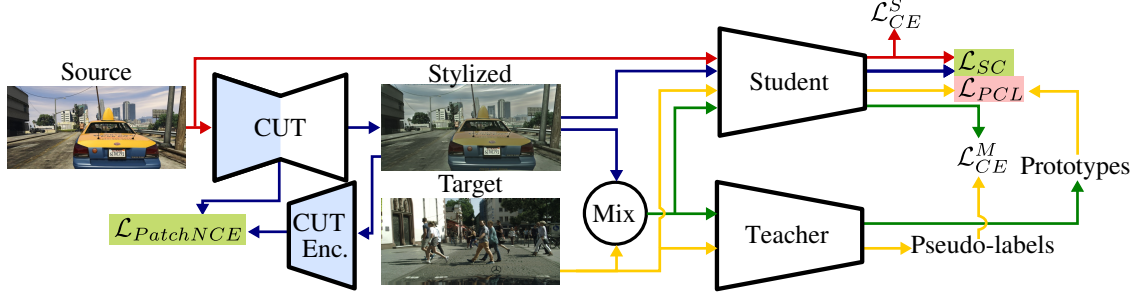 Source
CUT
Stylized
Target
CUT
Enc.
Mix
Student
Teacher
$\mathcal{L}_{PatchNCE}$
$\mathcal{L}_{CE}^{S}$
$\mathcal{L}_{SC}$
$\mathcal{L}_{PCL}$
$\mathcal{L}_{CE}^{M}$
Prototypes
Pseudo-labels